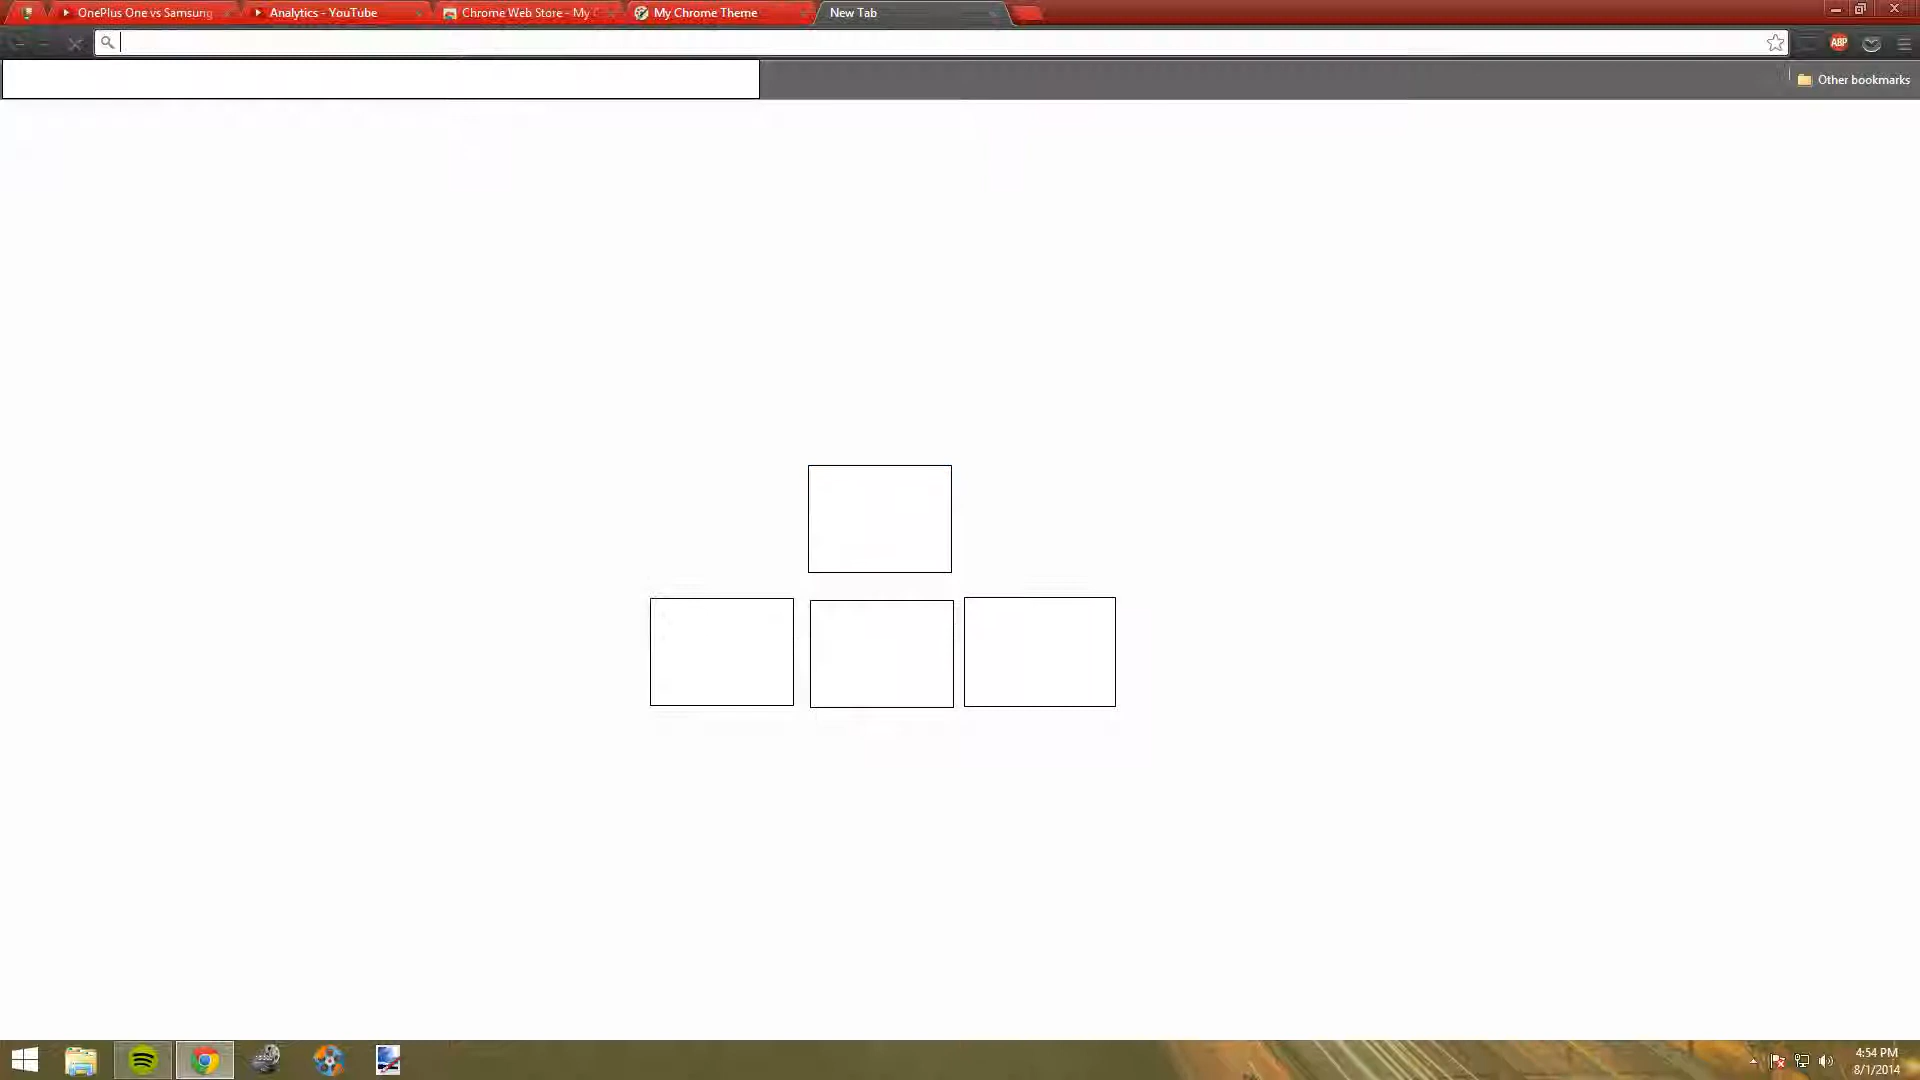 OnePlus One vs Samsung
Analytics - YouTube
Chrome Web Store - My C
My Chrome Theme
New Tab
ABP
Other bookmarks
4:54 PM
8/1/2014